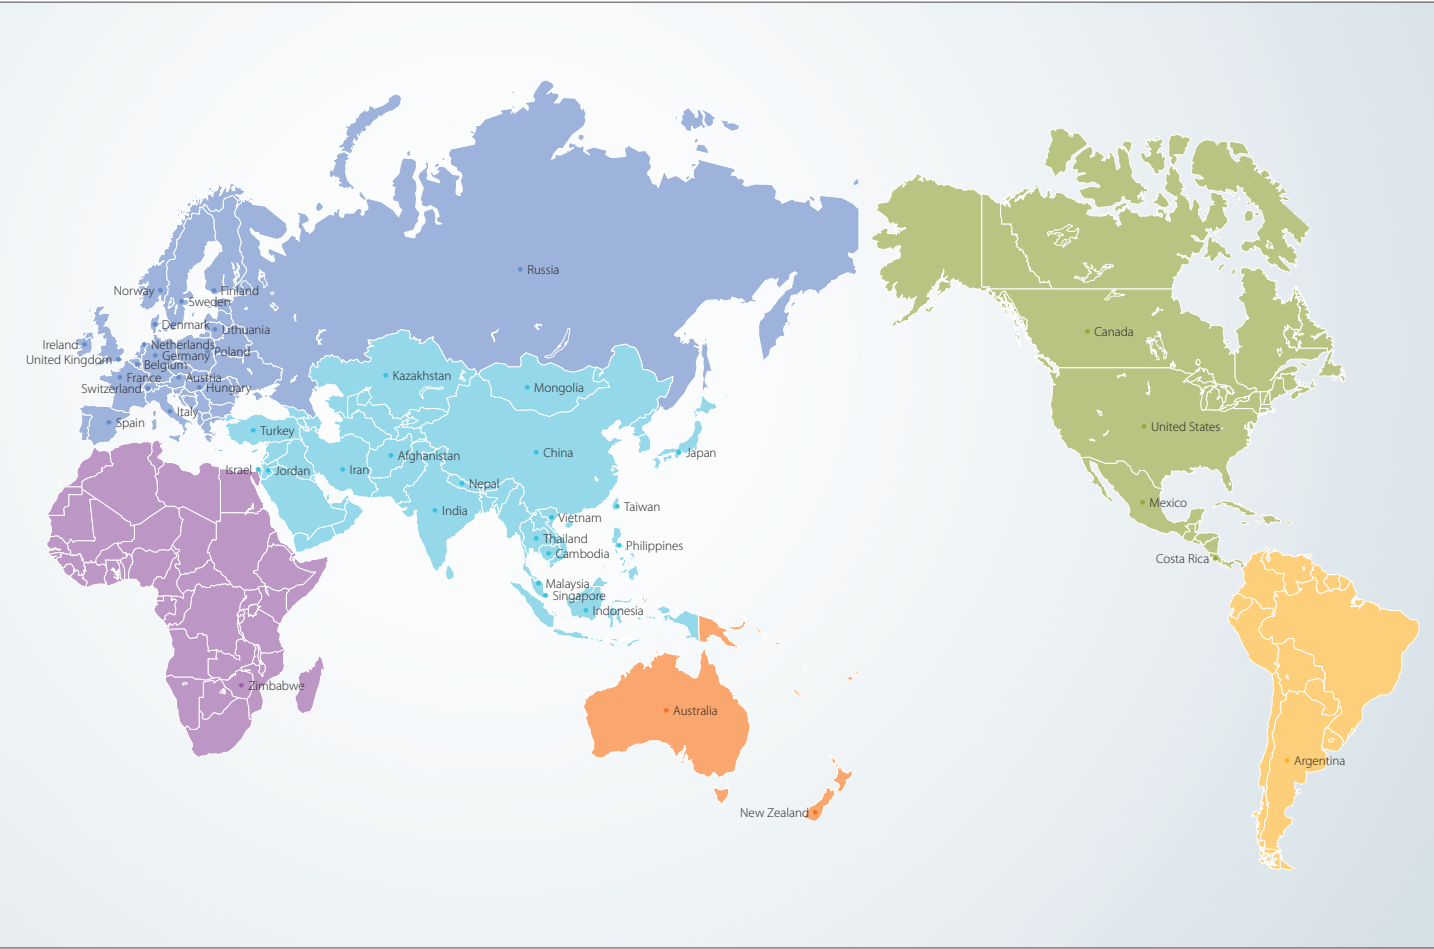 Russia
Norway
Finland
Sweden
Denmark
Lithuania
Ireland
Netherlands
Poland
Germany
United Kingdom
Belgium
France
Austria
Switzerland
Hungary
Italy
Spain
Kazakhstan
Mongolia
Turkey
China
Japan
Afghanistan
Israel
Jordan
Iran
Nepal
India
Taiwan
Vietnam
Thailand
Philippines
Cambodia
Malaysia
Singapore
Indonesia
Zimbabwe
Australia
New Zealand
Canada
United States
Mexico
Costa Rica
Argentina